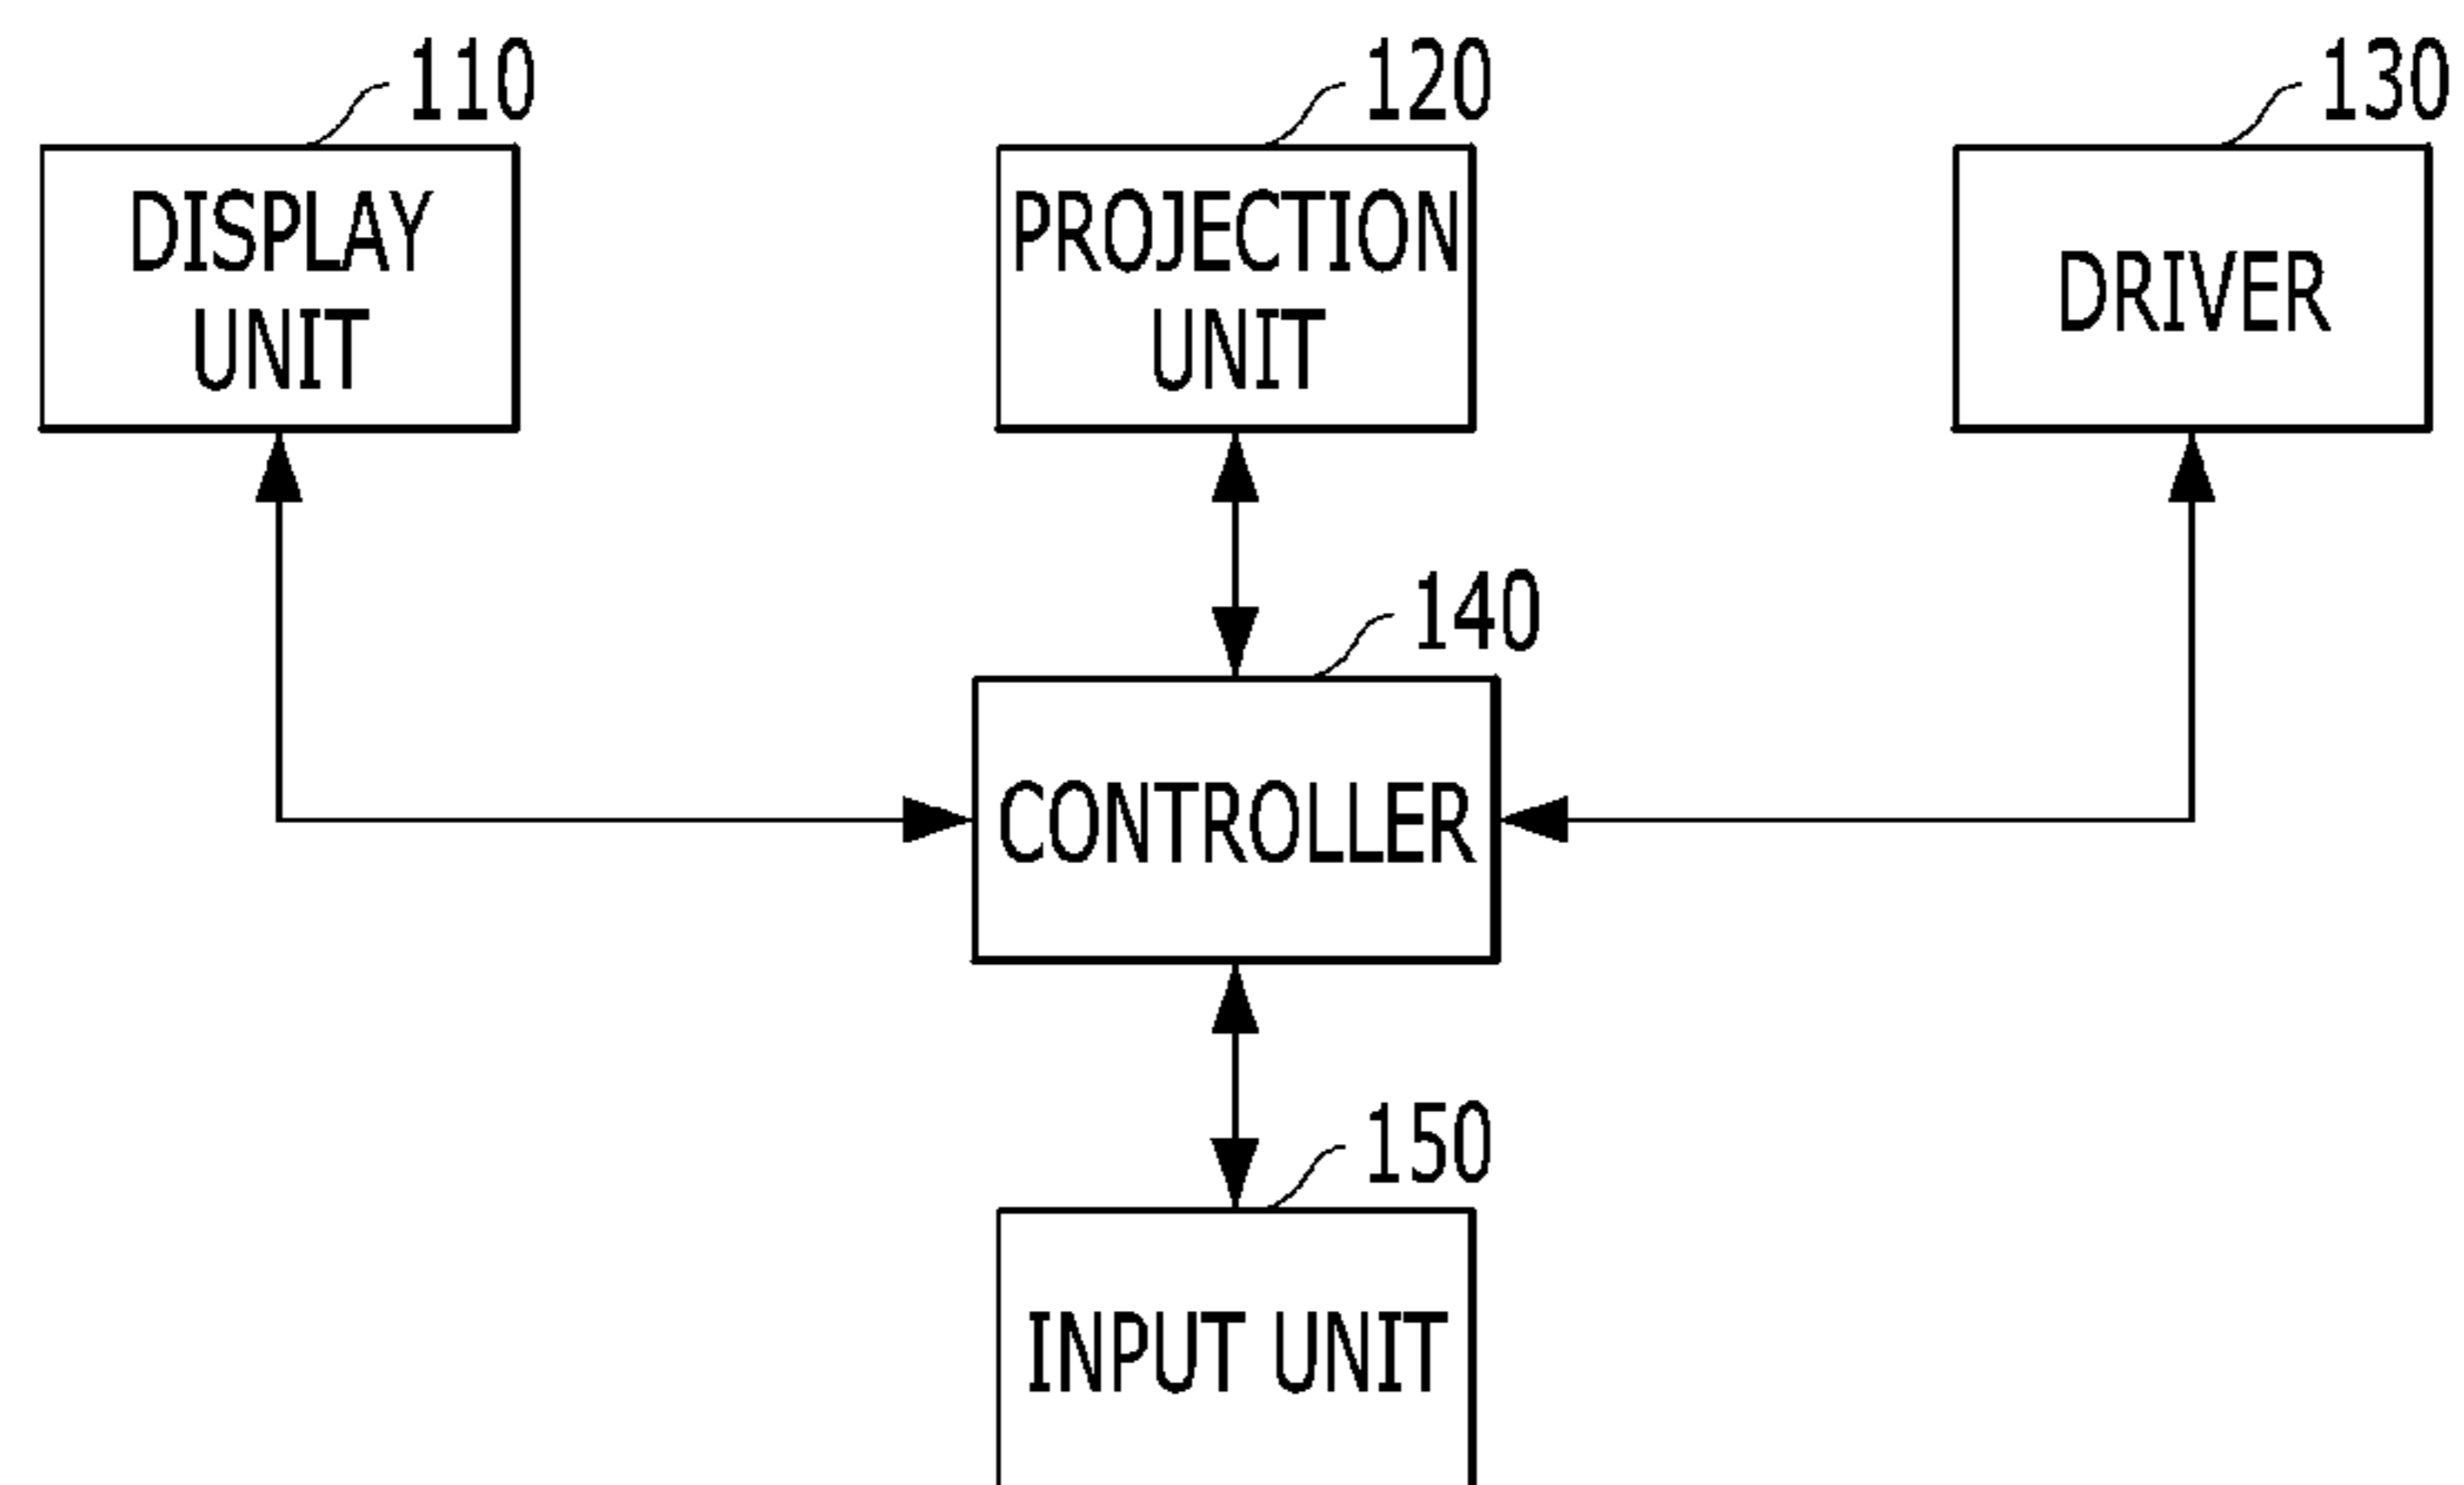 110
120
130
DISPLAY
UNIT
PROJECTION
UNIT
DRIVER
140
CONTROLLER
150
INPUT UNIT